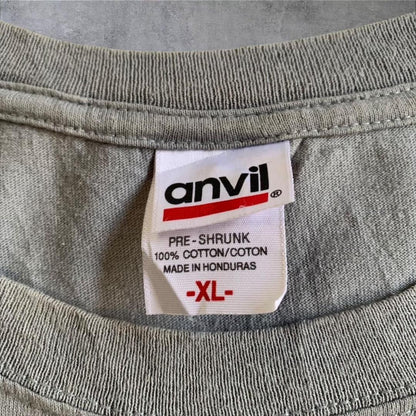 anvil®
PRE-SHRUNK
100% COTTON/COTON
MADE IN HONDURAS
-XL-